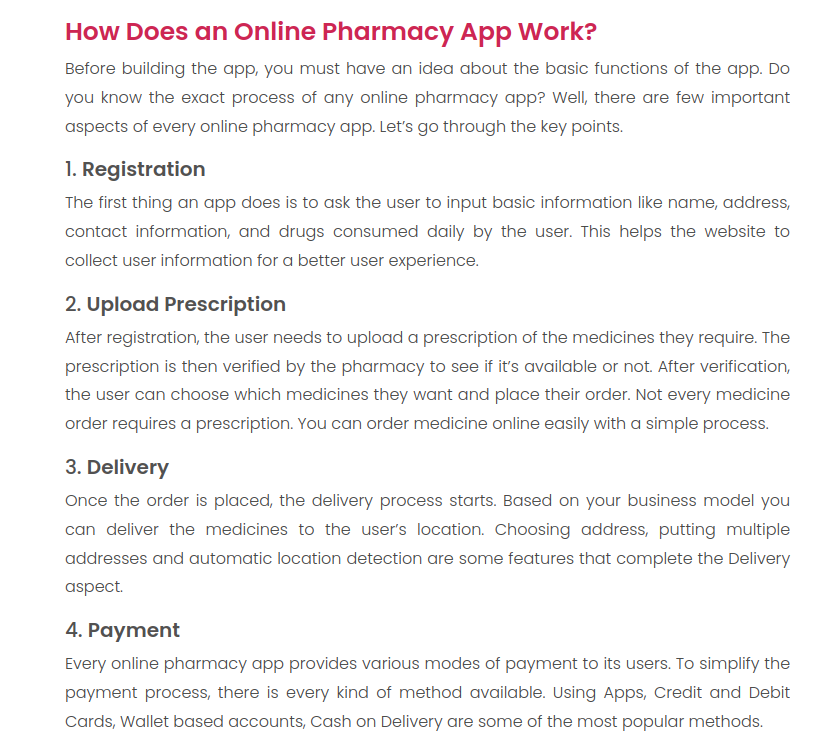 How Does an Online Pharmacy App Work?
Before building the app, you must have an idea about the basic functions of the app. Do
you know the exact process of any online pharmacy app? Well, there are few important
aspects of every online pharmacy app. Let's go through the key points.
1. Registration
The first thing an app does is to ask the user to input basic information like name, address,
contact information, and drugs consumed daily by the user. This helps the website to
collect user information for a better user experience.
2. Upload Prescription
After registration, the user needs to upload a prescription of the medicines they require. The
prescription is then verified by the pharmacy to see if it's available or not. After verification,
the user can choose which medicines they want and place their order. Not every medicine
order requires a prescription. You can order medicine online easily with a simple process.
3. Delivery
Once the order is placed, the delivery process starts. Based on your business model you
can deliver the medicines to the user's location. Choosing address, putting multiple
addresses and automatic location detection are some features that complete the Delivery
aspect.
4. Payment
Every online pharmacy app provides various modes of payment to its users. To simplify the
payment process, there is every kind of method available. Using Apps, Credit and Debit
Cards, Wallet based accounts, Cash on Delivery are some of the most popular methods.